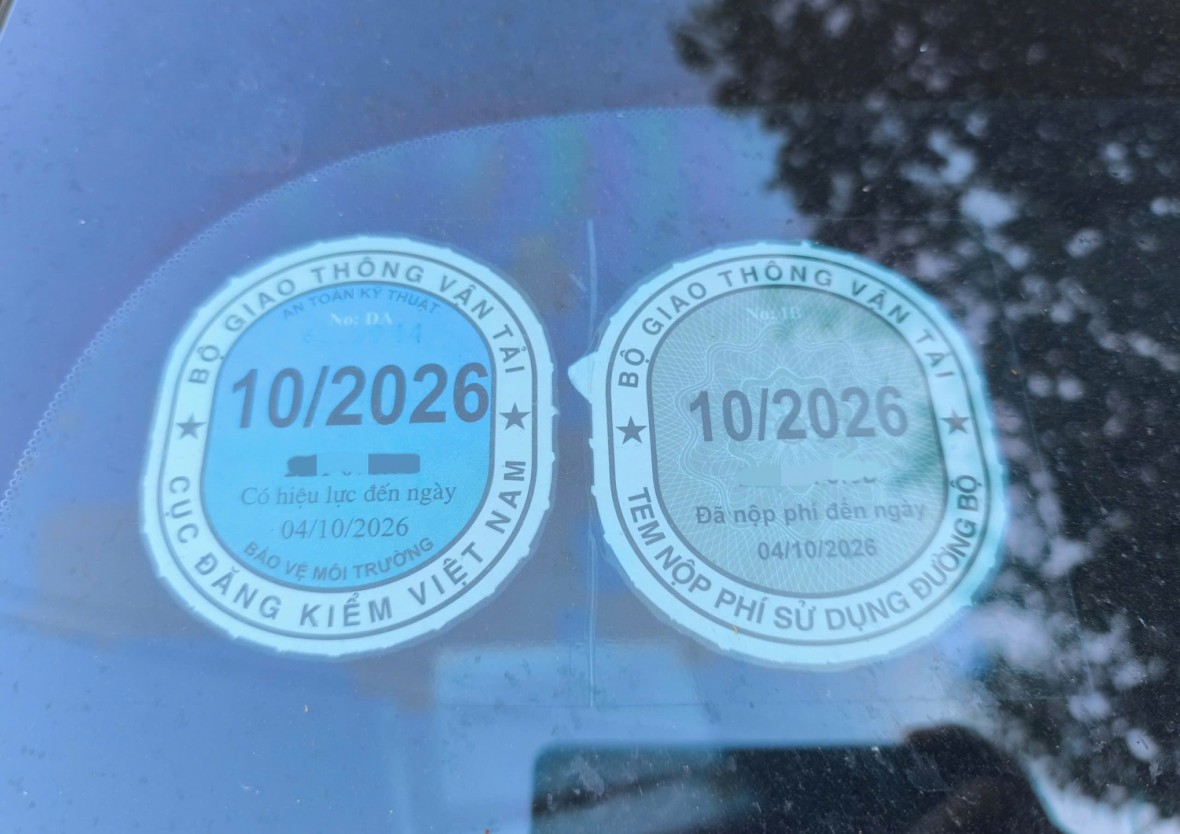 BỘ GIAO THÔNG VẬN TẢI
AN TOÀN KỸ THUẬT
No: DA
10/2026
Có hiệu lực đến ngày
04/10/2026
BẢO VỆ MÔI TRƯỜNG
CỤC ĐĂNG KIỂM VIỆT NAM
BỘ GIAO THÔNG VẬN TẢI
No: IB
10/2026
Đã nộp phí đến ngày
04/10/2026
TEM NỘP PHÍ SỬ DỤNG ĐƯỜNG BỘ